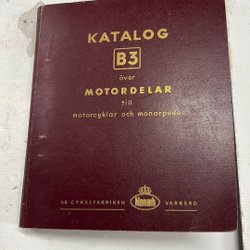 KATALOG
B3
över
MOTORDELAR
till
motorcyklar och monarpeder
Monark
AB CYKELFABRIKEN VARBERG